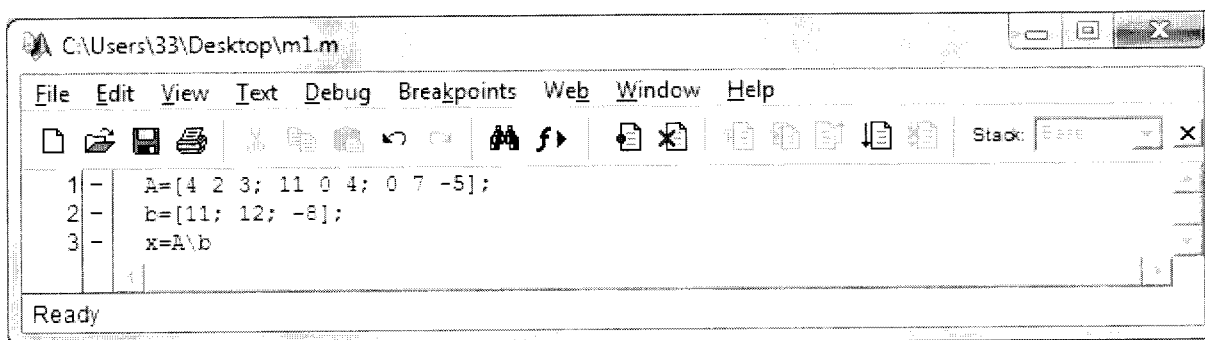 C:\Users\33\Desktop\m1.m
File Edit View Text Debug Breakpoints Web Window Help
Stack: Base
1 - A=[4 2 3; 11 0 4; 0 7 -5];
2 - b=[11; 12; -8];
3 - x=A\b
Ready